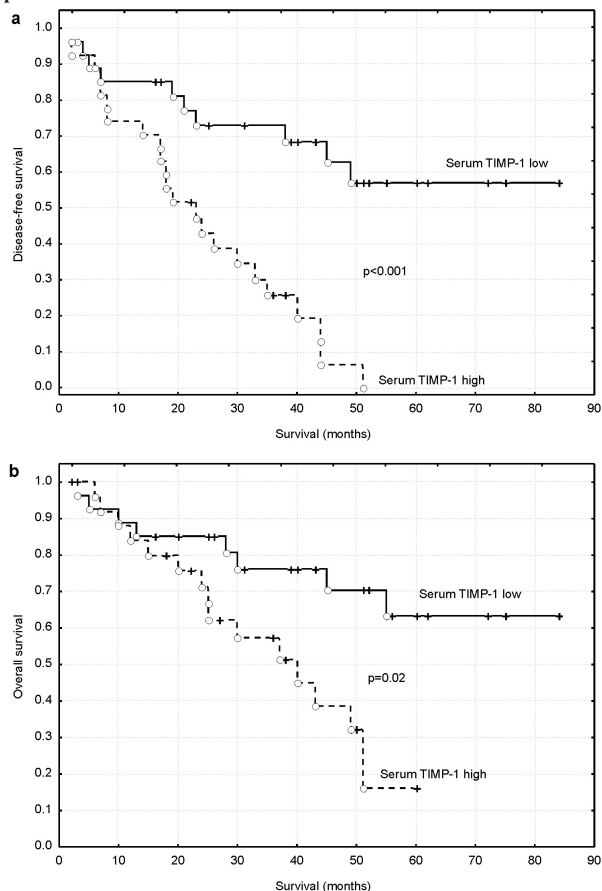 a
1.0
0.9
0.8
0.7
0.6
0.5
0.4
0.3
0.2
0.1
0.0
Disease-free survival
Serum TIMP-1 low
p<0.001
Serum TIMP-1 high
0 10 20 30 40 50 60 70 80 90
Survival (months)
b
1.0
0.9
0.8
0.7
0.6
0.5
0.4
0.3
0.2
0.1
0.0
Overall survival
Serum TIMP-1 low
p=0.02
Serum TIMP-1 high
0 10 20 30 40 50 60 70 80 90
Survival (months)